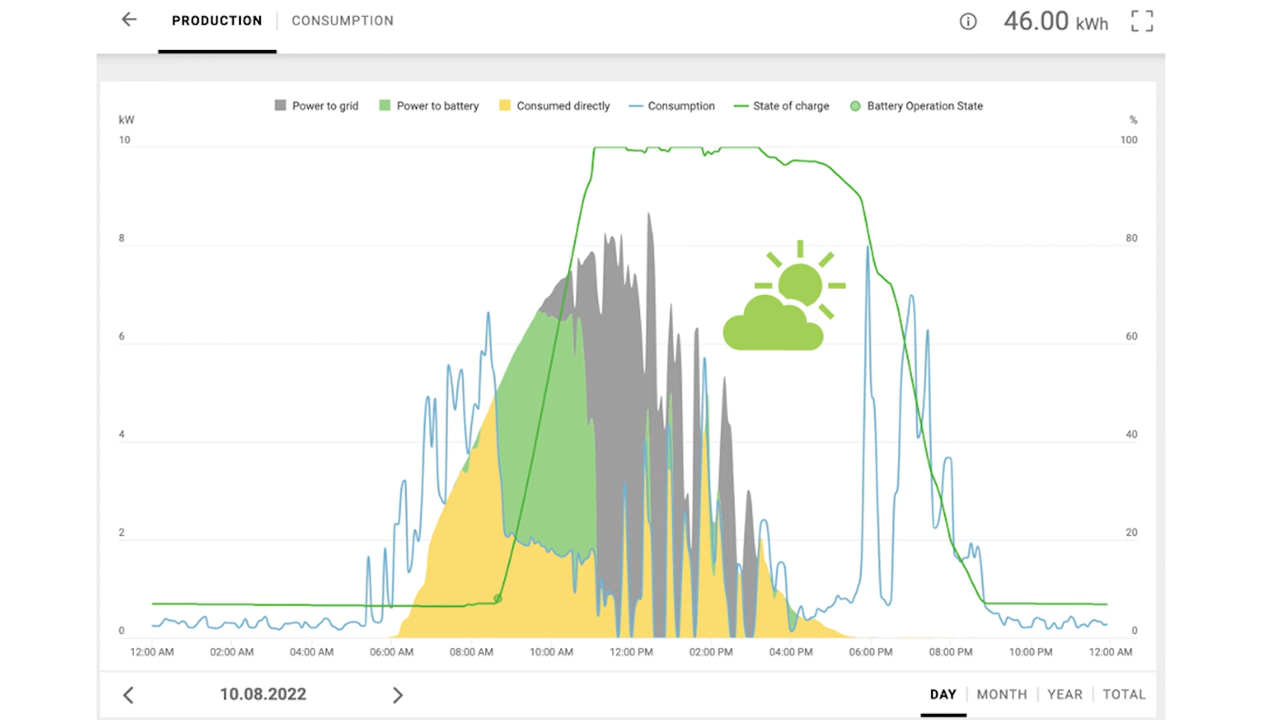 PRODUCTION CONSUMPTION 46.00 kWh
Power to grid Power to battery Consumed directly Consumption State of charge Battery Operation State
kW %
10 100
8 80
6 60
4 40
2 20
0 0
12:00 AM 02:00 AM 04:00 AM 06:00 AM 08:00 AM 10:00 AM 12:00 PM 02:00 PM 04:00 PM 06:00 PM 08:00 PM 10:00 PM 12:00 AM
10.08.2022 DAY MONTH YEAR TOTAL